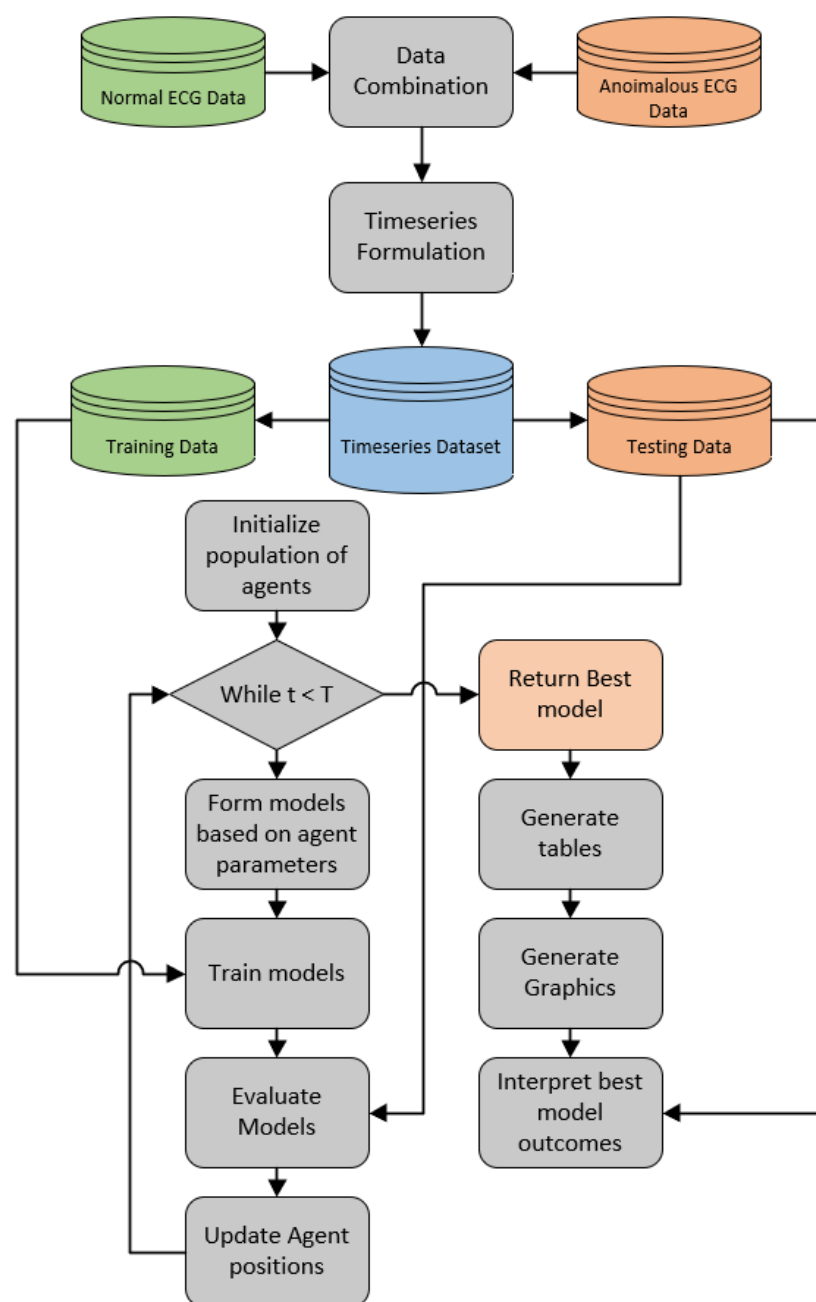 Normal ECG Data
Data
Combination
Anoimalous ECG
Data
Timeseries
Formulation
Training Data
Timeseries Dataset
Testing Data
Initialize
population of
agents
While t < T
Return Best
model
Form models
based on agent
parameters
Generate
tables
Train models
Generate
Graphics
Evaluate
Models
Interpret best
model
outcomes
Update Agent
positions